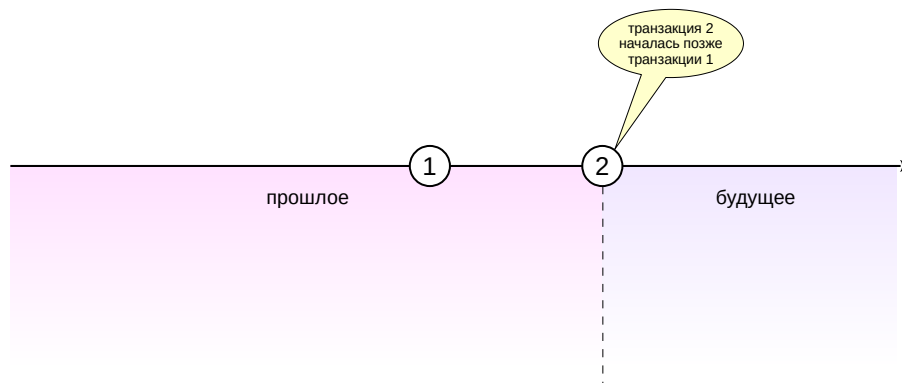 транзакция 2
началась позже
транзакции 1
1
2
прошлое
будущее